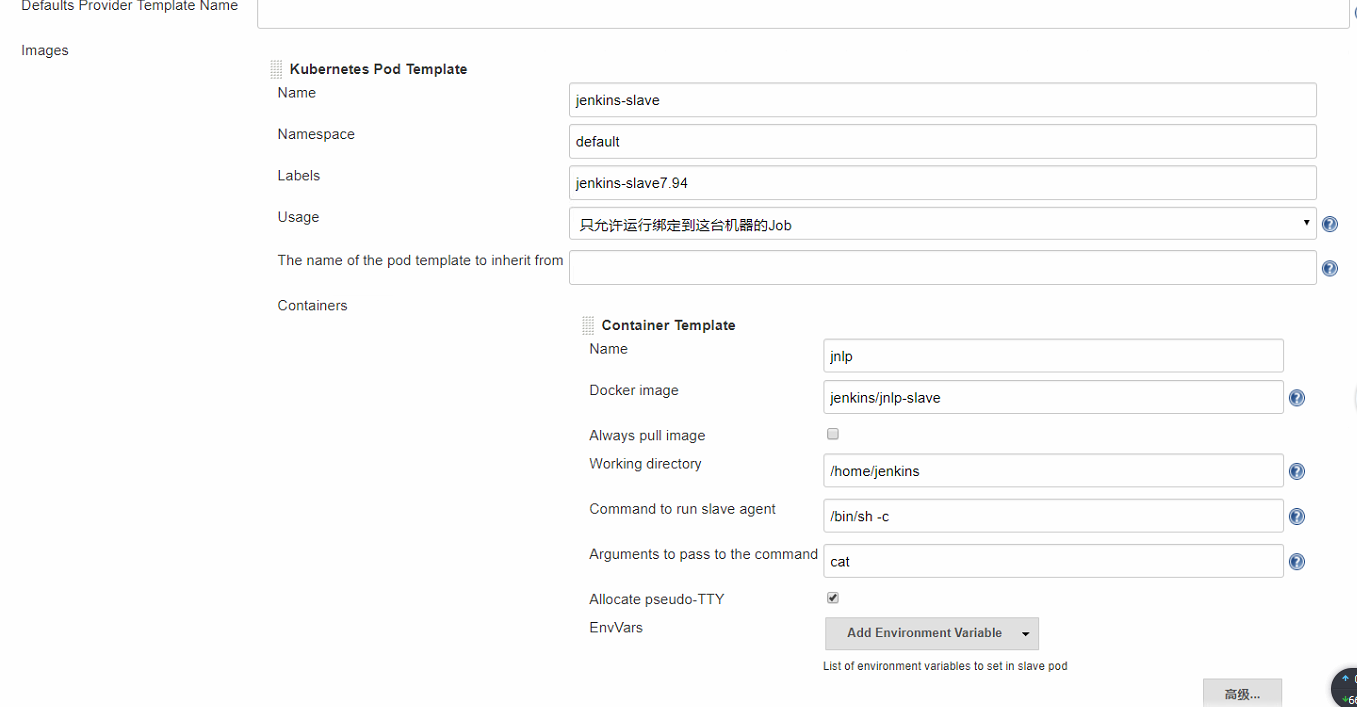 Defaults Provider Template Name
Images
Kubernetes Pod Template
Name
jenkins-slave
Namespace
default
Labels
jenkins-slave7.94
Usage
只允许运行绑定到这台机器的Job
The name of the pod template to inherit from
Containers
Container Template
Name
jnlp
Docker image
jenkins/jnlp-slave
Always pull image
Working directory
/home/jenkins
Command to run slave agent
/bin/sh -c
Arguments to pass to the command
cat
Allocate pseudo-TTY
EnvVars
Add Environment Variable
List of environment variables to set in slave pod
高级...